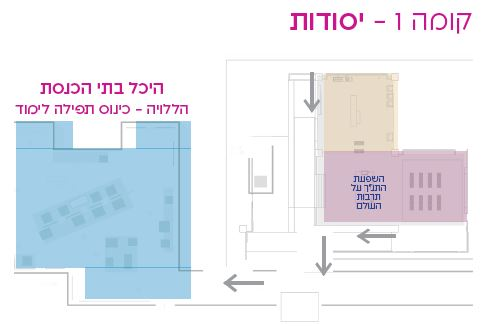 קומה 1 - יסודות
היכל בתי הכנסת
הללויה - כינוס תפילה לימוד
השפעת
התנ״ך על
תרבות
העולם